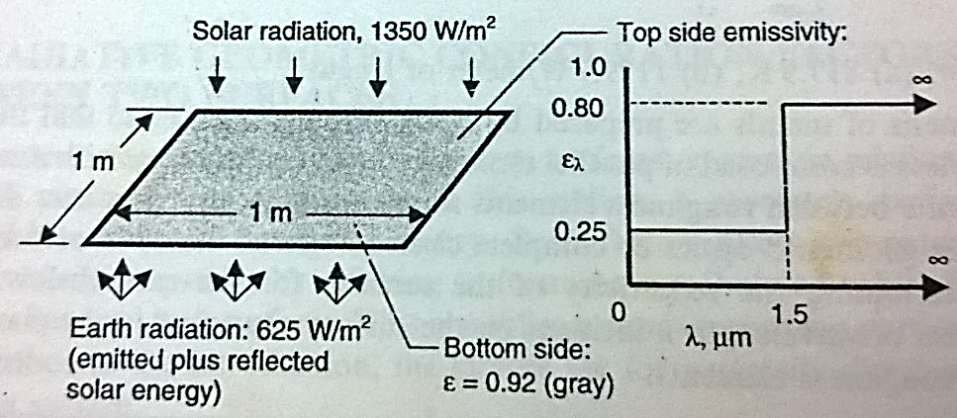 Solar radiation, 1350 W/m²
Top side emissivity:
1.0
∞
0.80
1 m
ελ
1 m
0.25
∞
0
1.5
λ, μm
Earth radiation: 625 W/m²
(emitted plus reflected
solar energy)
Bottom side:
ε = 0.92 (gray)